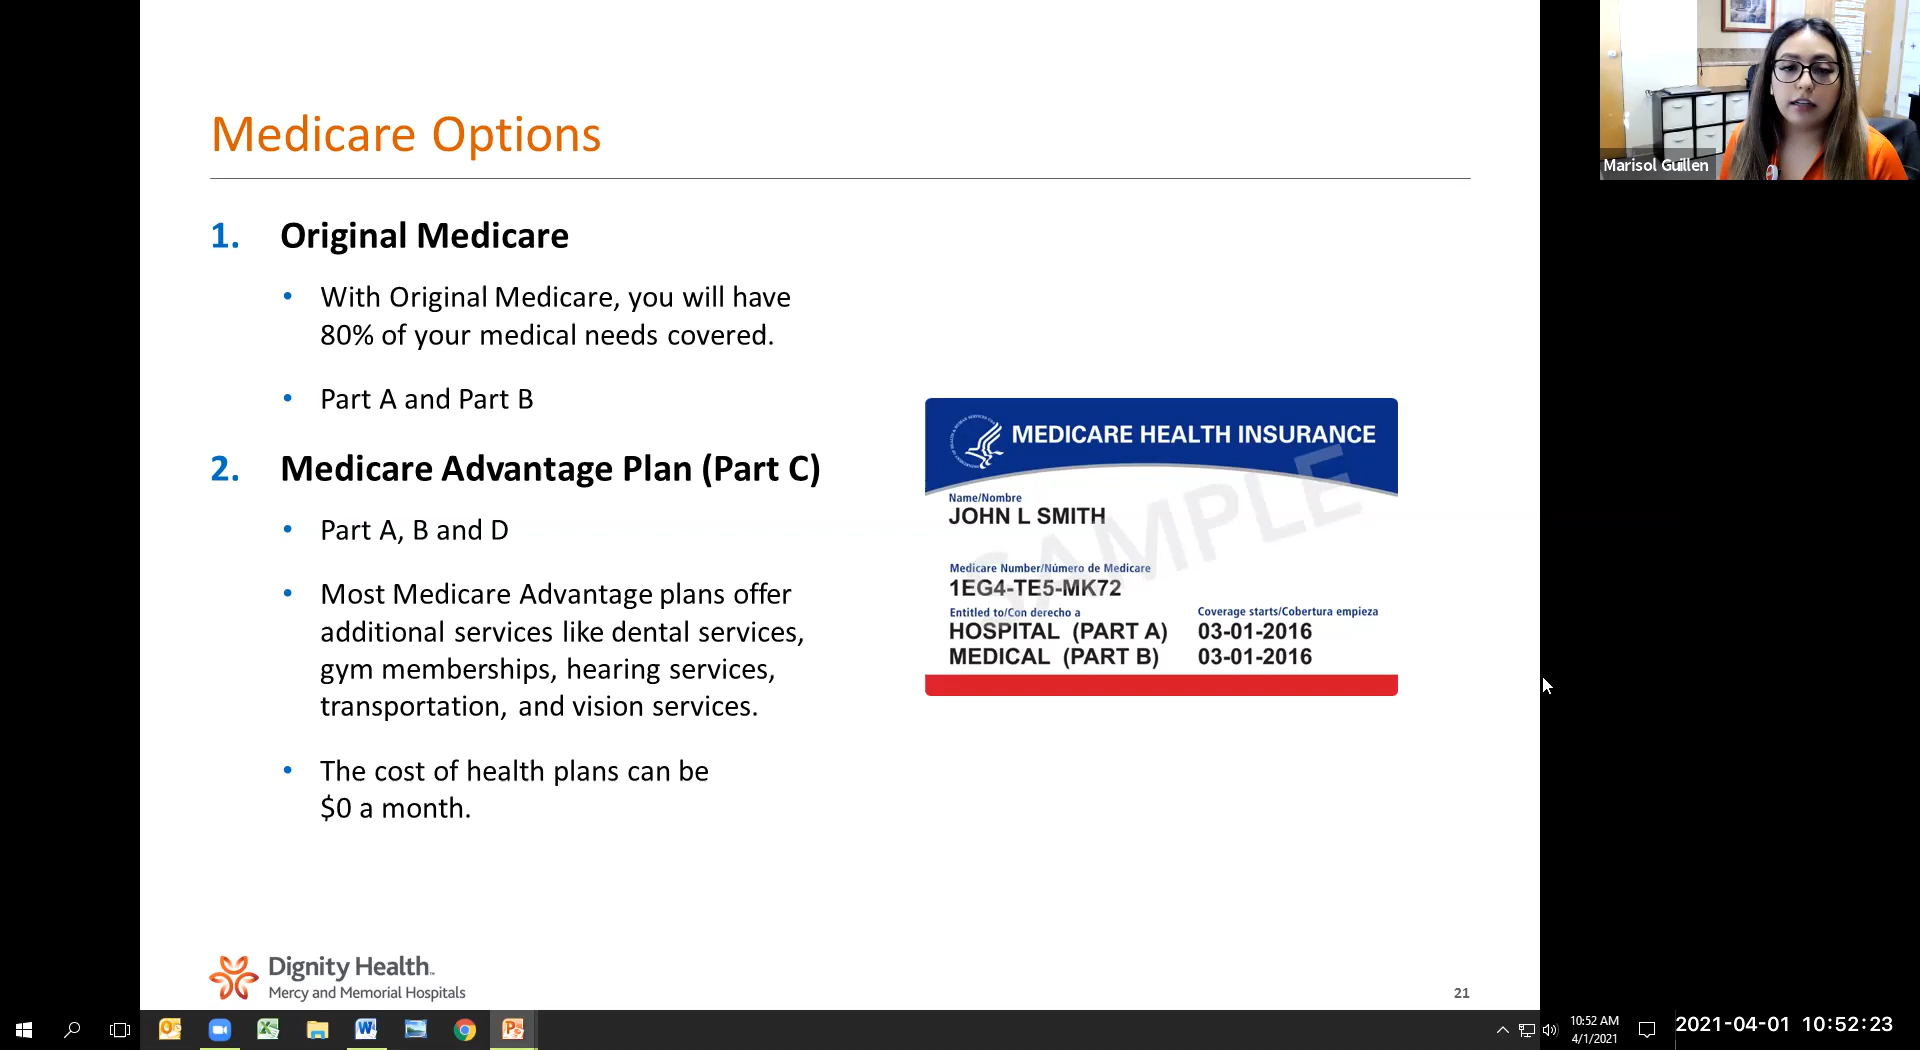 Medicare Options
1. Original Medicare
• With Original Medicare, you will have
80% of your medical needs covered.
• Part A and Part B
2. Medicare Advantage Plan (Part C)
• Part A, B and D
• Most Medicare Advantage plans offer
additional services like dental services,
gym memberships, hearing services,
transportation, and vision services.
• The cost of health plans can be
$0 a month.
MEDICARE HEALTH INSURANCE
SAMPLE
Name/Nombre
JOHN L SMITH
Medicare Number/Número de Medicare
1EG4-TE5-MK72
Entitled to/Con derecho a Coverage starts/Cobertura empieza
HOSPITAL (PART A) 03-01-2016
MEDICAL (PART B) 03-01-2016
Dignity Health™
Mercy and Memorial Hospitals
21
Marisol Guillen
10:52 AM
4/1/2021
2021-04-01 10:52:23